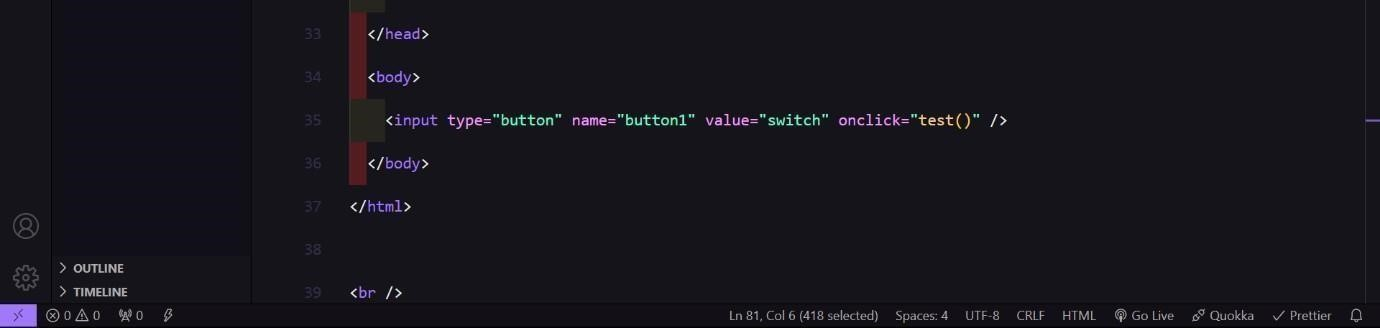 33 </head>
34 <body>
35 <input type="button" name="button1" value="switch" onclick="test()" />
36 </body>
37 </html>
38
39 <br />
OUTLINE
TIMELINE
0 0 0 Ln 81, Col 6 (418 selected) Spaces: 4 UTF-8 CRLF HTML Go Live Quokka Prettier